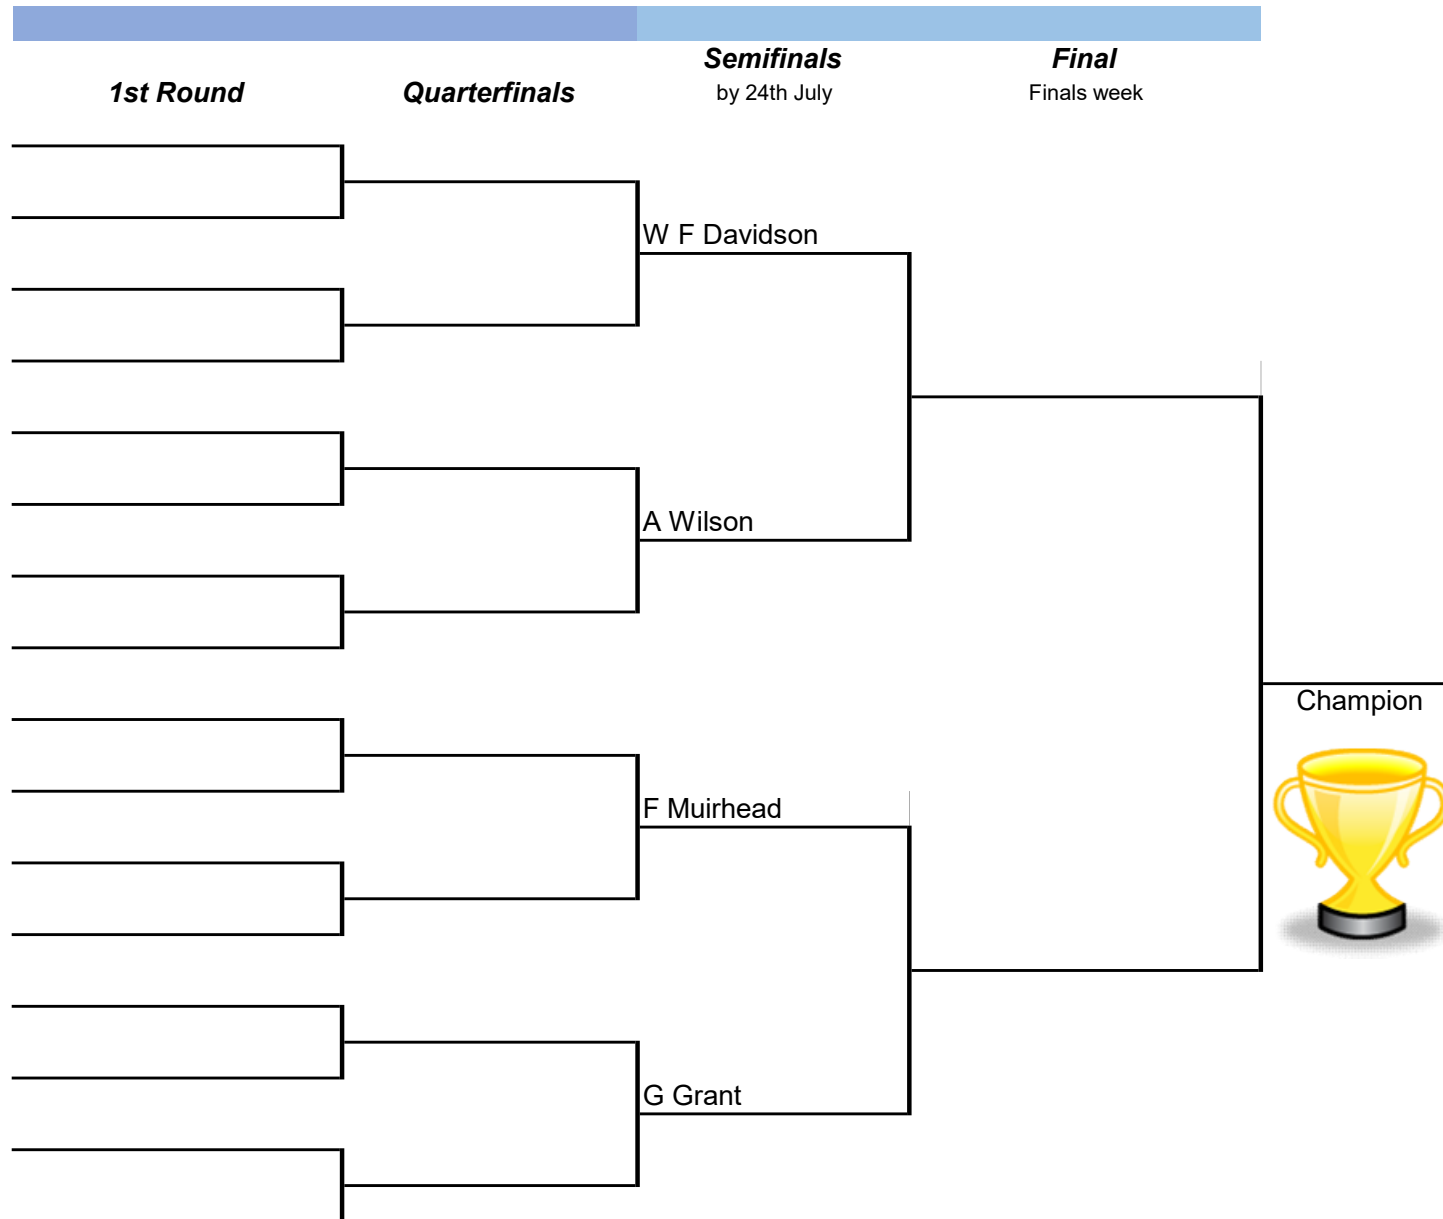 1st Round
Quarterfinals
Semifinals
by 24th July
Final
Finals week
W F Davidson
A Wilson
F Muirhead
G Grant
Champion